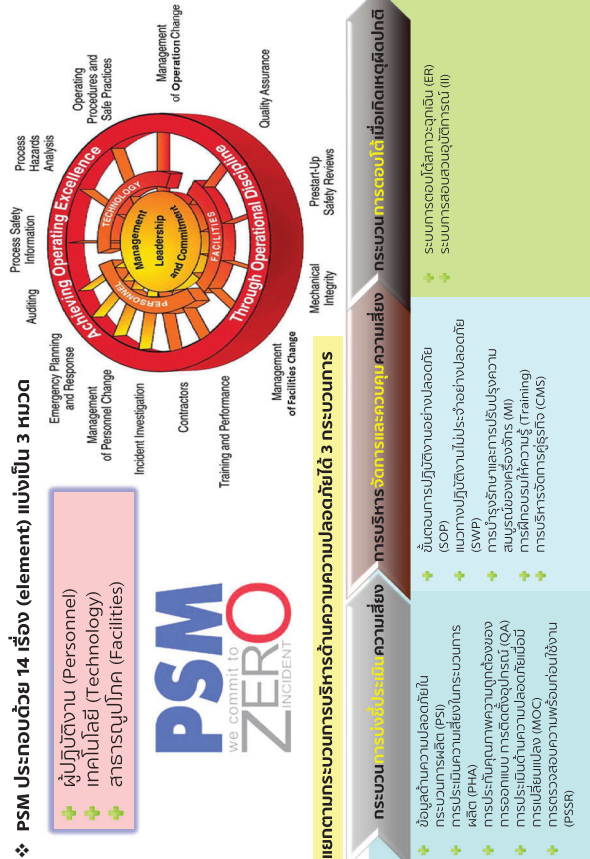 ❖ PSM ประกอบด้วย 14 เรื่อง (element) แบ่งเป็น 3 หมวด
ผู้ปฏิบัติงาน (Personnel)
เทคโนโลยี (Technology)
สาธารณูปโภค (Facilities)
PSM
we commit to
ZERO
INCIDENT
Achieving Operating Excellence
Through Operational Discipline
TECHNOLOGY
PERSONNEL
FACILITIES
Management
Leadership
and Commitment
Process Safety
Information
Process
Hazards
Analysis
Operating
Procedures and
Safe Practices
Management
of Operation Change
Quality Assurance
Prestart-Up
Safety Reviews
Mechanical
Integrity
Management
of Facilities Change
Training and Performance
Contractors
Incident Investigation
Management
of Personnel Change
Emergency Planning
and Response
Auditing
แยกตามกระบวนการบริหารด้านความความปลอดภัยได้ 3 กระบวนการ
กระบวนการบ่งชี้ประเมินความเสี่ยง
ข้อมูลด้านความปลอดภัยใน
กระบวนการผลิต (PSI)
การประเมินความเสี่ยงในกระบวนการ
ผลิต (PHA)
การประกันคุณภาพความถูกต้องของ
การออกแบบ การติดตั้งอุปกรณ์ (QA)
การประเมินด้านความปลอดภัยเมื่อมี
การเปลี่ยนแปลง (MOC)
การตรวจสอบความพร้อมก่อนใช้งาน
(PSSR)
การบริหารจัดการและควบคุมความเสี่ยง
ขั้นตอนการปฏิบัติงานอย่างปลอดภัย
(SOP)
แนวทางปฏิบัติงานไม่ประจำอย่างปลอดภัย
(SWP)
การบำรุงรักษาและการปรับปรุงความ
สมบูรณ์ของเครื่องจักร (MI)
การฝึกอบรมให้ความรู้ (Training)
การบริหารจัดการคู่ธุรกิจ (CMS)
กระบวนการตอบโต้เมื่อเกิดเหตุผิดปกติ
ระบบการตอบโต้สภาวะฉุกเฉิน (ER)
ระบบการสอบสวนอุบัติการณ์ (II)